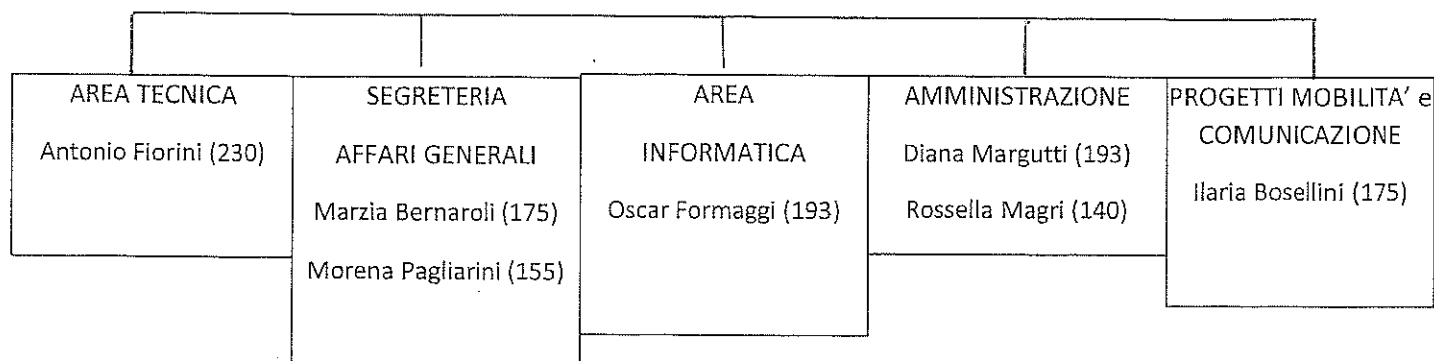 AREA TECNICA
Antonio Fiorini (230)
SEGRETERIA
AFFARI GENERALI
Marzia Bernaroli (175)
Morena Pagliarini (155)
AREA
INFORMATICA
Oscar Formaggi (193)
AMMINISTRAZIONE
Diana Margutti (193)
Rossella Magri (140)
PROGETTI MOBILITA’ e
COMUNICAZIONE
Ilaria Bosellini (175)